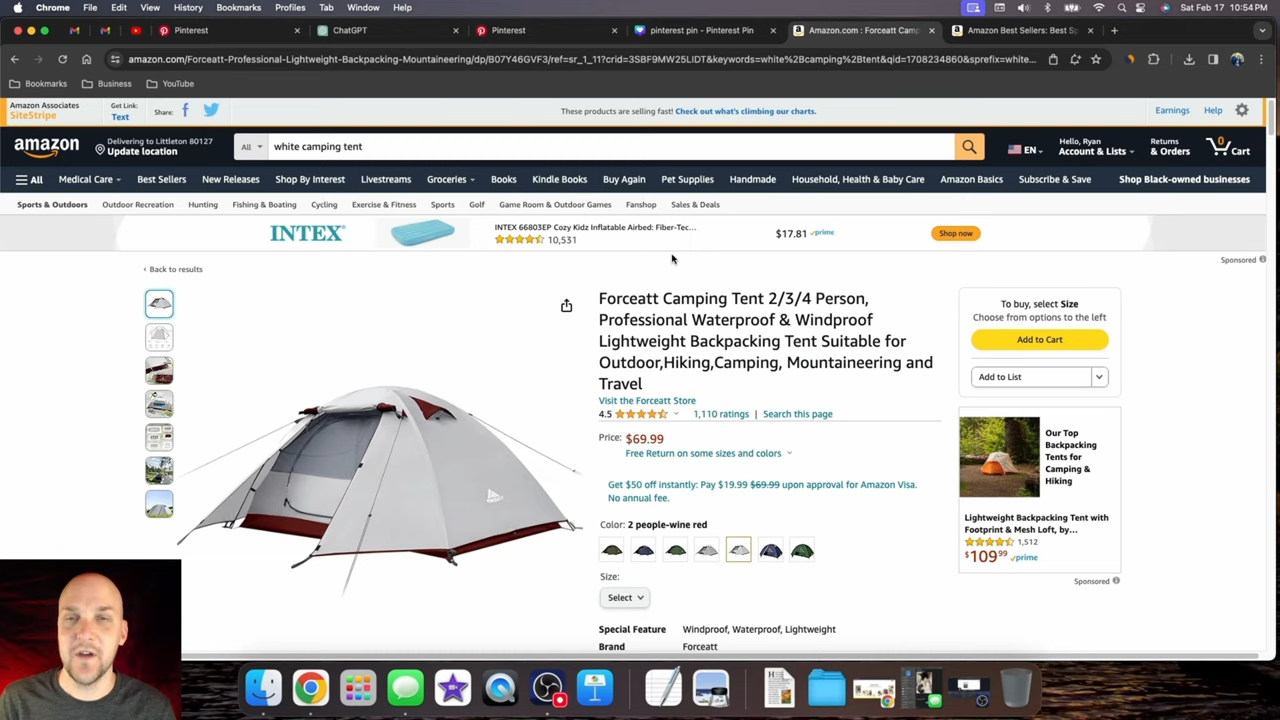 Chrome File Edit View History Bookmarks Profiles Tab Window Help Sat Feb 17 10:54 PM
Pinterest × ChatGPT × Pinterest × pinterest pin - Pinterest Pin × Amazon.com : Forceatt Camp × Amazon Best Sellers: Best Sp × +
amazon.com/Forceatt-Professional-Lightweight-Backpacking-Mountaineering/dp/B07Y46GVF3/ref=sr_1_11?crid=3SBF9MW25LIDT&keywords=white%2Bcamping%2Btent&qid=1708234860&sprefix=white...
Bookmarks Business YouTube
Amazon Associates
SiteStripe
Get Link:
Text
Share:
These products are selling fast! Check out what's climbing our charts.
Earnings Help
amazon
Delivering to Littleton 80127
Update location
All white camping tent
EN
Hello, Ryan
Account & Lists
Returns
& Orders
0
Cart
All Medical Care Best Sellers New Releases Shop By Interest Livestreams Groceries Books Kindle Books Buy Again Pet Supplies Handmade Household, Health & Baby Care Amazon Basics Subscribe & Save Shop Black-owned businesses
Sports & Outdoors Outdoor Recreation Hunting Fishing & Boating Cycling Exercise & Fitness Sports Golf Game Room & Outdoor Games Fanshop Sales & Deals
INTEX
INTEX 66803EP Cozy Kidz Inflatable Airbed: Fiber-Tec...
10,531
$17.81 prime
Shop now
Sponsored
‹ Back to results
Forceatt Camping Tent 2/3/4 Person,
Professional Waterproof & Windproof
Lightweight Backpacking Tent Suitable for
Outdoor,Hiking,Camping, Mountaineering and
Travel
Visit the Forceatt Store
4.5 1,110 ratings | Search this page
Price: $69.99
Free Return on some sizes and colors
Get $50 off instantly: Pay $19.99 $69.99 upon approval for Amazon Visa.
No annual fee.
Color: 2 people-wine red
Size:
Select
Special Feature Windproof, Waterproof, Lightweight
Brand Forceatt
To buy, select Size
Choose from options to the left
Add to Cart
Add to List
Our Top
Backpacking
Tents for
Camping &
Hiking
Lightweight Backpacking Tent with
Footprint & Mesh Loft, by...
1,512
$109 99 prime
Sponsored